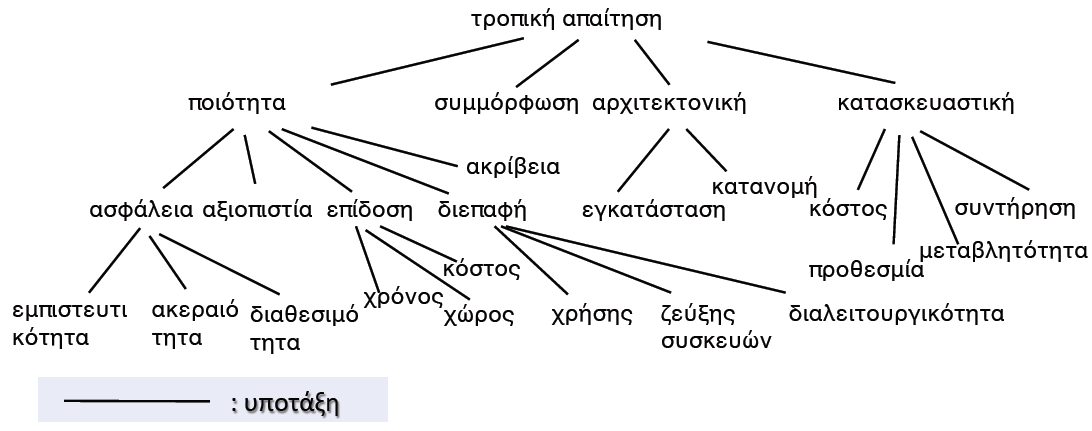 τροπική απαίτηση
ποιότητα
συμμόρφωση
αρχιτεκτονική
κατασκευαστική
ακρίβεια
κατανομή
ασφάλεια
αξιοπιστία
επίδοση
διεπαφή
εγκατάσταση
κόστος
συντήρηση
μεταβλητότητα
προθεσμία
κόστος
χρόνος
χώρος
εμπιστευτι
κότητα
ακεραιό
τητα
διαθεσιμό
τητα
χρήσης
ζεύξης
συσκευών
διαλειτουργικότητα
: υποτάξη